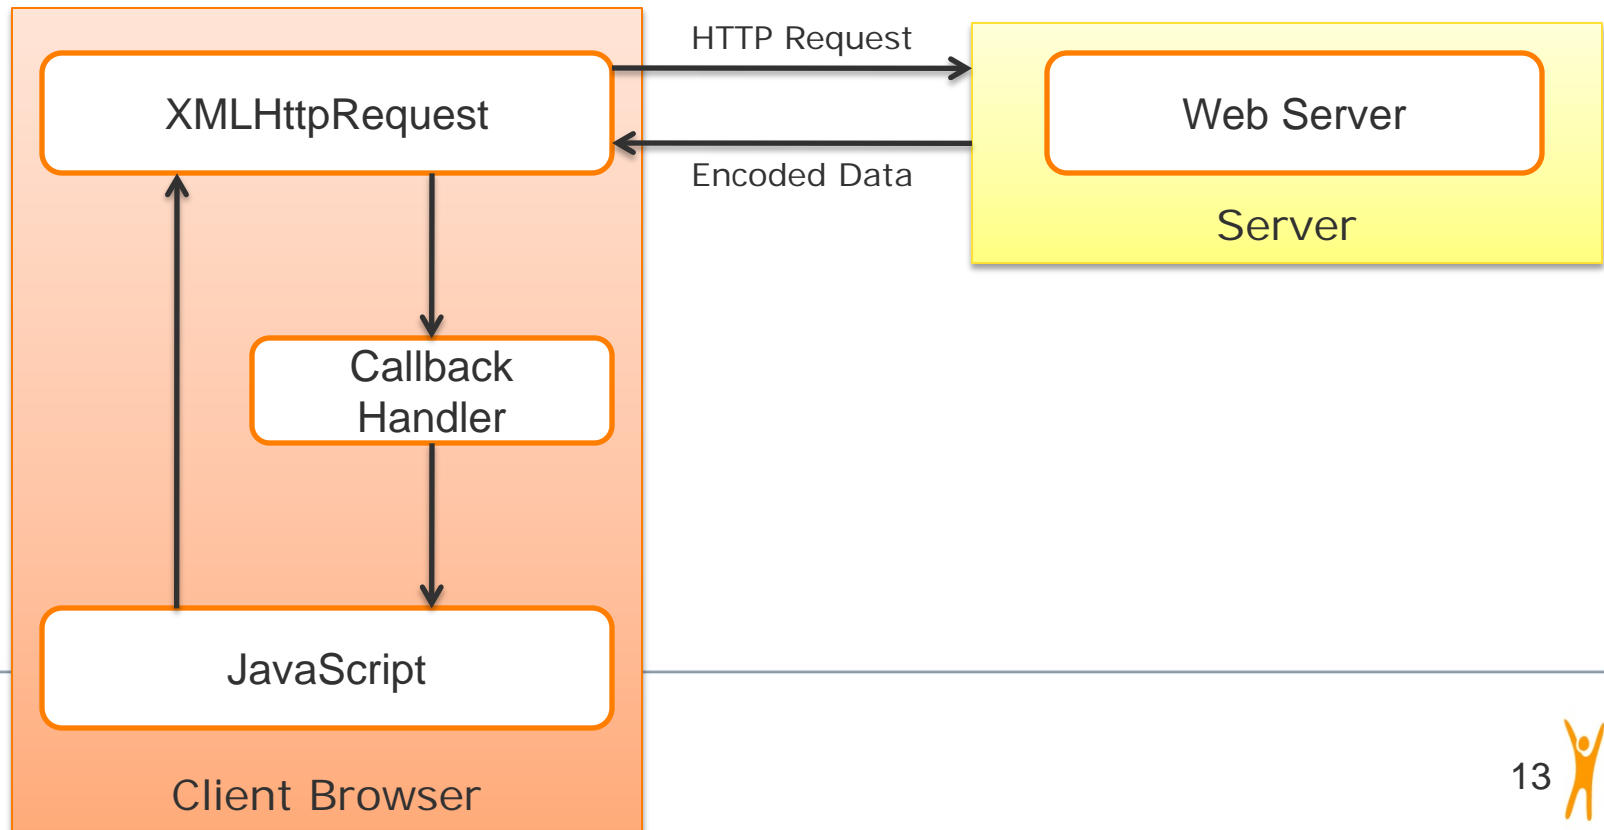 HTTP Request
XMLHttpRequest
Web Server
Encoded Data
Server
Callback
Handler
JavaScript
Client Browser
13